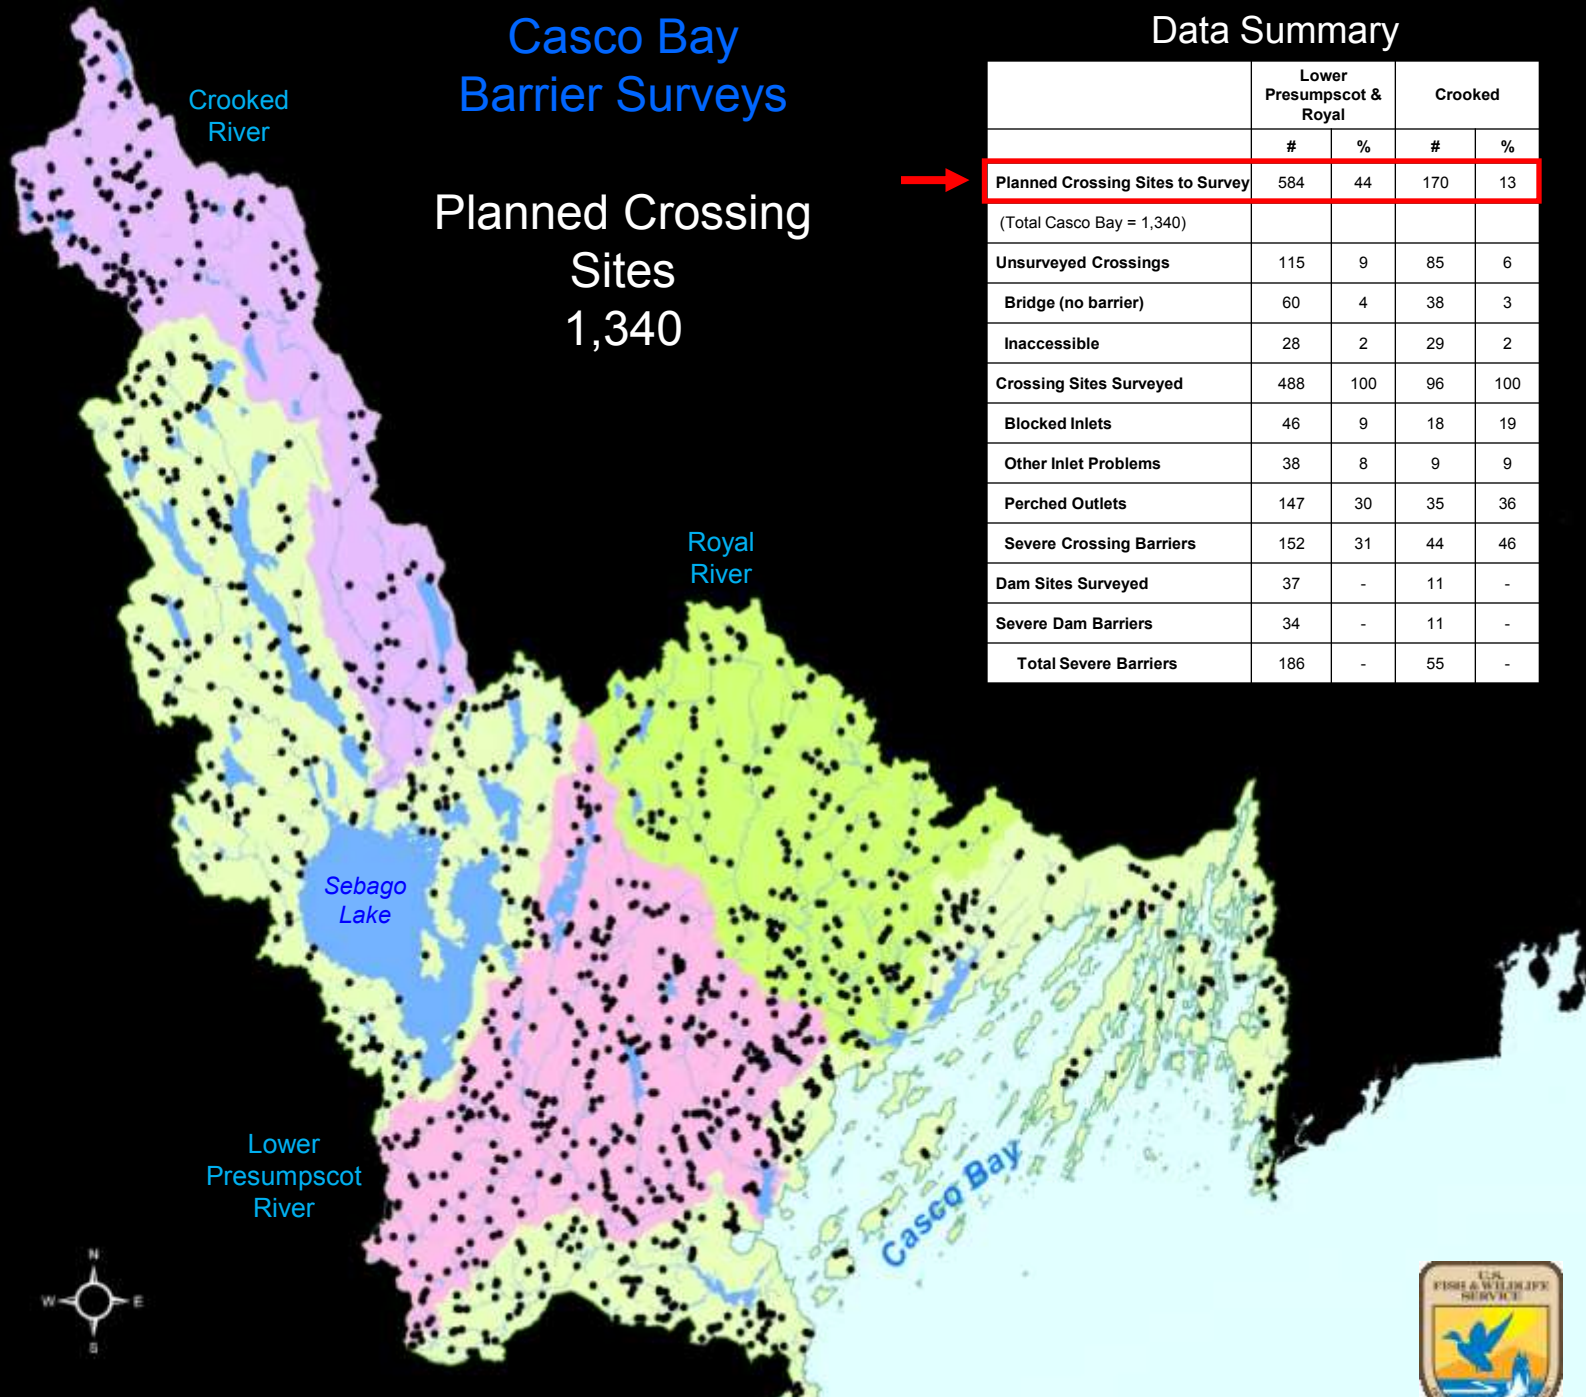 Casco Bay
Barrier Surveys
Planned Crossing
Sites
1,340
Crooked
River
Royal
River
Sebago
Lake
Lower
Presumpscot
River
Casco Bay
N
W E
S
Data Summary
Lower Presumpscot & Royal Crooked
# % # %
Planned Crossing Sites to Survey 584 44 170 13
(Total Casco Bay = 1,340)
Unsurveyed Crossings 115 9 85 6
Bridge (no barrier) 60 4 38 3
Inaccessible 28 2 29 2
Crossing Sites Surveyed 488 100 96 100
Blocked Inlets 46 9 18 19
Other Inlet Problems 38 8 9 9
Perched Outlets 147 30 35 36
Severe Crossing Barriers 152 31 44 46
Dam Sites Surveyed 37 - 11 -
Severe Dam Barriers 34 - 11 -
Total Severe Barriers 186 - 55 -
U.S.
FISH & WILDLIFE
SERVICE